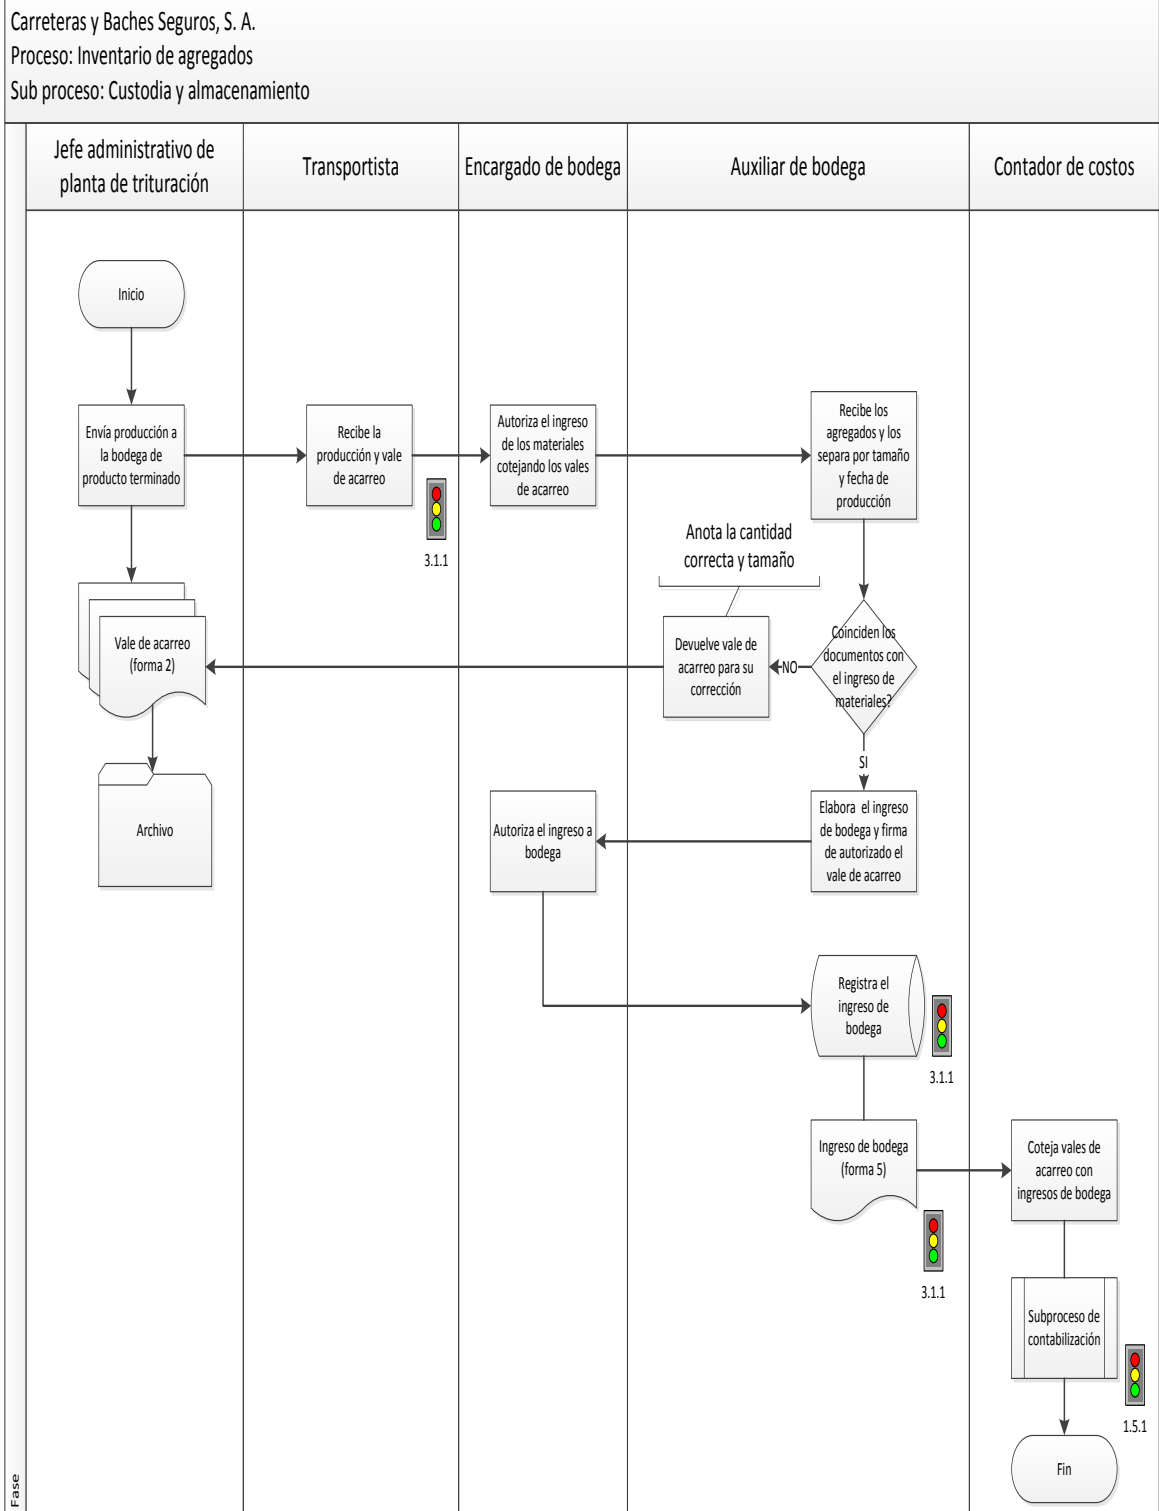 Carreteras y Baches Seguros, S. A.
Proceso: Inventario de agregados
Sub proceso: Custodia y almacenamiento
Jefe administrativo de
planta de trituración
Transportista
Encargado de bodega
Auxiliar de bodega
Contador de costos
Inicio
Envía producción a
la bodega de
producto terminado
Recibe la
producción y vale
de acarreo
3.1.1
Autoriza el ingreso
de los materiales
cotejando los vales
de acarreo
Recibe los
agregados y los
separa por tamaño
y fecha de
producción
Anota la cantidad
correcta y tamaño
Coinciden los
documentos con
el ingreso de
materiales?
NO
Devuelve vale de
acarreo para su
corrección
Vale de acarreo
(forma 2)
Archivo
SI
Elabora el ingreso
de bodega y firma
de autorizado el
vale de acarreo
Autoriza el ingreso a
bodega
Registra el
ingreso de
bodega
3.1.1
Ingreso de bodega
(forma 5)
3.1.1
Coteja vales de
acarreo con
ingresos de bodega
Subproceso de
contabilización
1.5.1
Fin
Fase